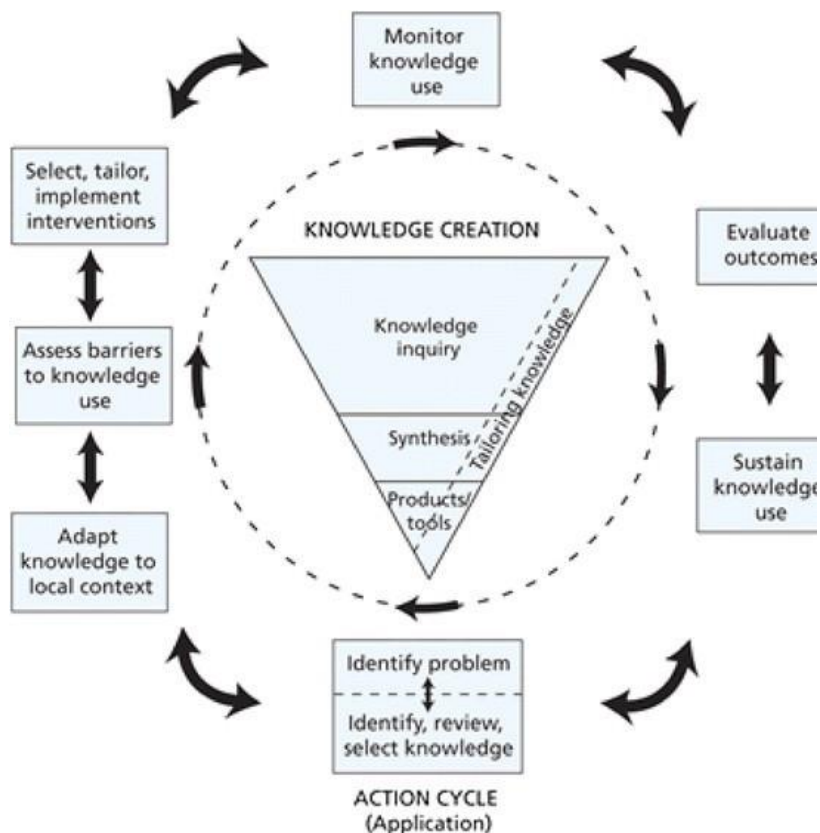 Monitor
knowledge
use
Select, tailor,
implement
interventions
Evaluate
outcomes
KNOWLEDGE CREATION
Knowledge
inquiry
Tailoring knowledge
Assess barriers
to knowledge
use
Synthesis
Products/
tools
Sustain
knowledge
use
Adapt
knowledge to
local context
Identify problem
Identify, review,
select knowledge
ACTION CYCLE
(Application)